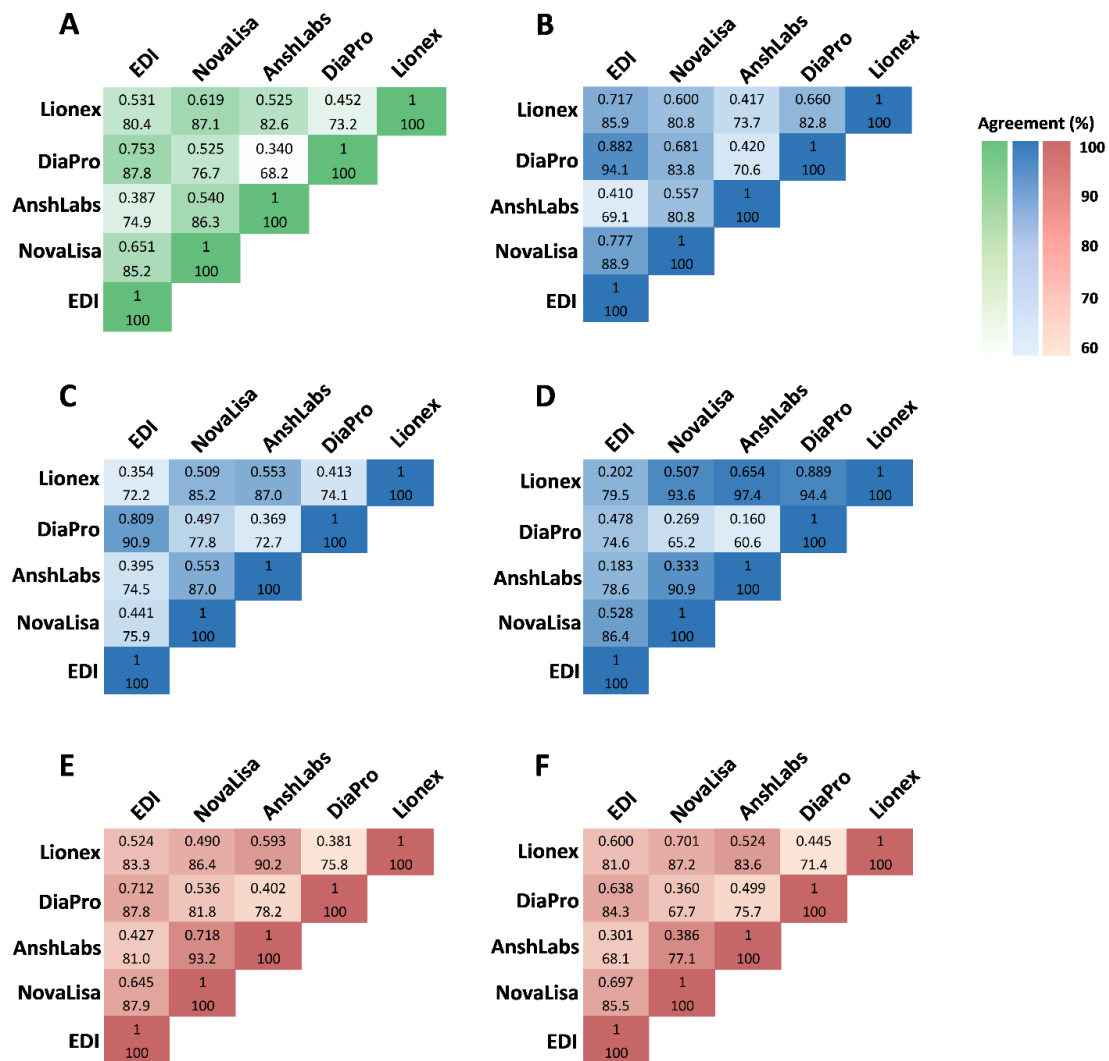 A
EDI NovaLisa AnshLabs DiaPro Lionex
Lionex 0.531 0.619 0.525 0.452 1
80.4 87.1 82.6 73.2 100
DiaPro 0.753 0.525 0.340 1
87.8 76.7 68.2 100
AnshLabs 0.387 0.540 1
74.9 86.3 100
NovaLisa 0.651 1
85.2 100
EDI 1
100
B
EDI NovaLisa AnshLabs DiaPro Lionex
Lionex 0.717 0.600 0.417 0.660 1
85.9 80.8 73.7 82.8 100
DiaPro 0.882 0.681 0.420 1
94.1 83.8 70.6 100
AnshLabs 0.410 0.557 1
69.1 80.8 100
NovaLisa 0.777 1
88.9 100
EDI 1
100
Agreement (%)
100
90
80
70
60
C
EDI NovaLisa AnshLabs DiaPro Lionex
Lionex 0.354 0.509 0.553 0.413 1
72.2 85.2 87.0 74.1 100
DiaPro 0.809 0.497 0.369 1
90.9 77.8 72.7 100
AnshLabs 0.395 0.553 1
74.5 87.0 100
NovaLisa 0.441 1
75.9 100
EDI 1
100
D
EDI NovaLisa AnshLabs DiaPro Lionex
Lionex 0.202 0.507 0.654 0.889 1
79.5 93.6 97.4 94.4 100
DiaPro 0.478 0.269 0.160 1
74.6 65.2 60.6 100
AnshLabs 0.183 0.333 1
78.6 90.9 100
NovaLisa 0.528 1
86.4 100
EDI 1
100
E
EDI NovaLisa AnshLabs DiaPro Lionex
Lionex 0.524 0.490 0.593 0.381 1
83.3 86.4 90.2 75.8 100
DiaPro 0.712 0.536 0.402 1
87.8 81.8 78.2 100
AnshLabs 0.427 0.718 1
81.0 93.2 100
NovaLisa 0.645 1
87.9 100
EDI 1
100
F
EDI NovaLisa AnshLabs DiaPro Lionex
Lionex 0.600 0.701 0.524 0.445 1
81.0 87.2 83.6 71.4 100
DiaPro 0.638 0.360 0.499 1
84.3 67.7 75.7 100
AnshLabs 0.301 0.386 1
68.1 77.1 100
NovaLisa 0.697 1
85.5 100
EDI 1
100